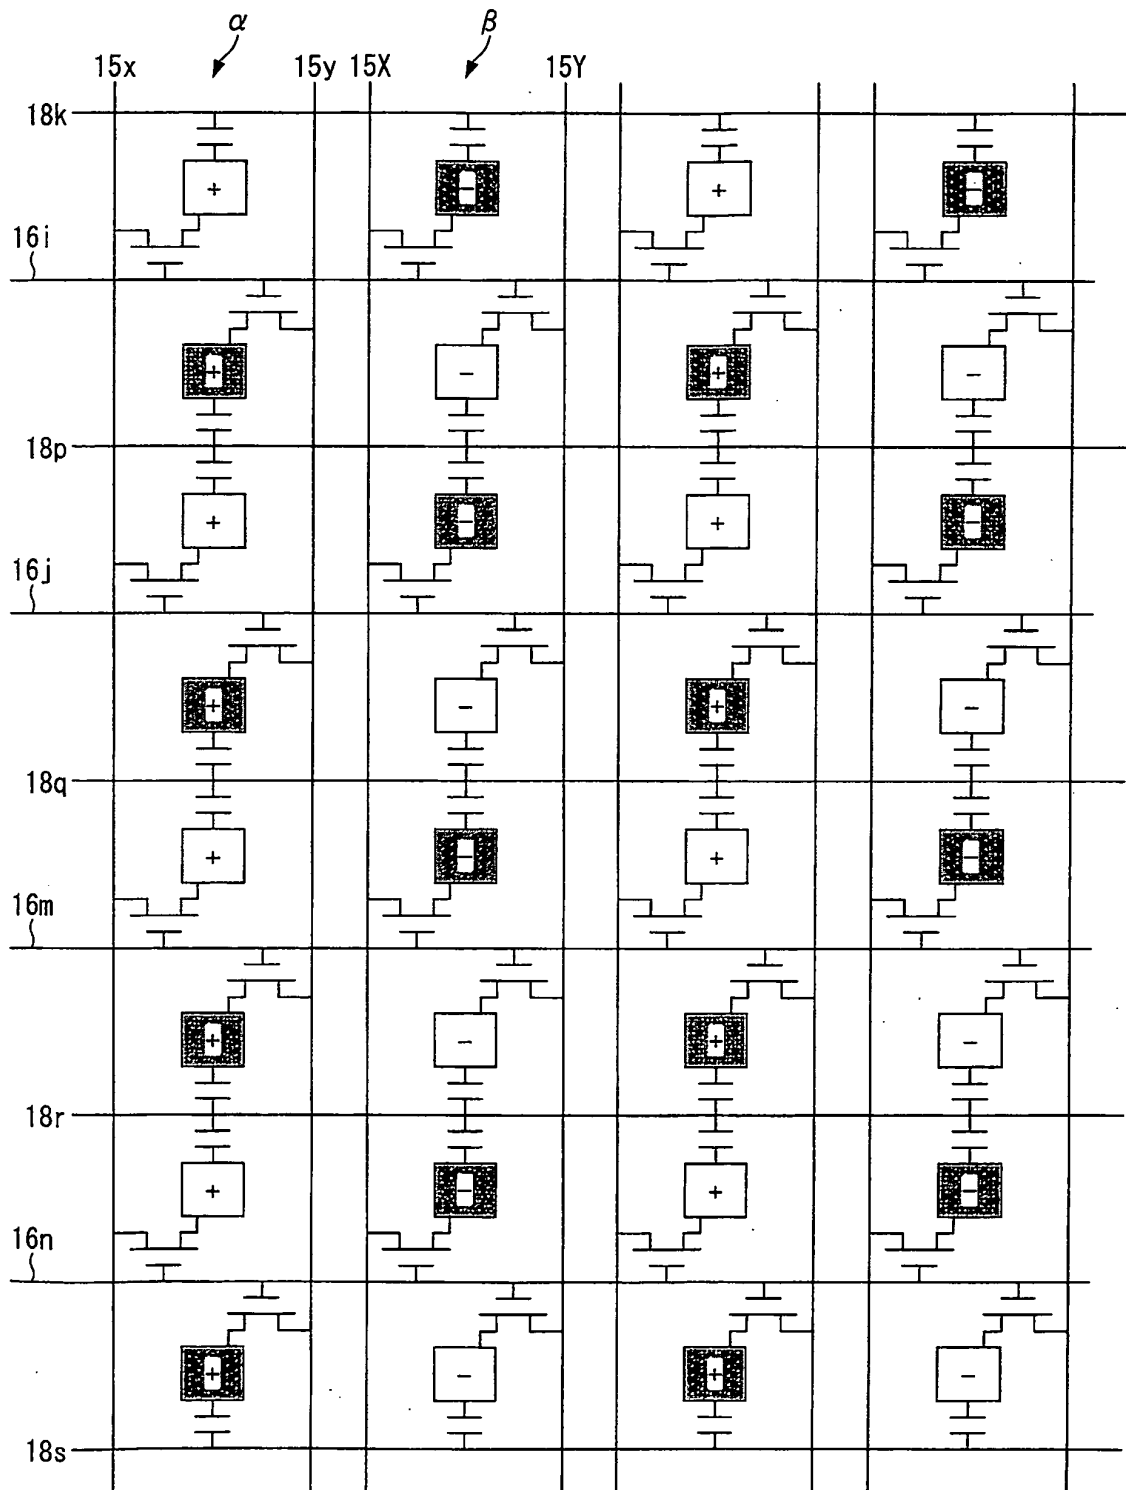 α β
15x 15y 15X 15Y
18k
+ − + −
16i
+ − + −
18p
+ − + −
16j
+ − + −
18q
+ − + −
16m
+ − + −
18r
+ − + −
16n
+ − + −
18s